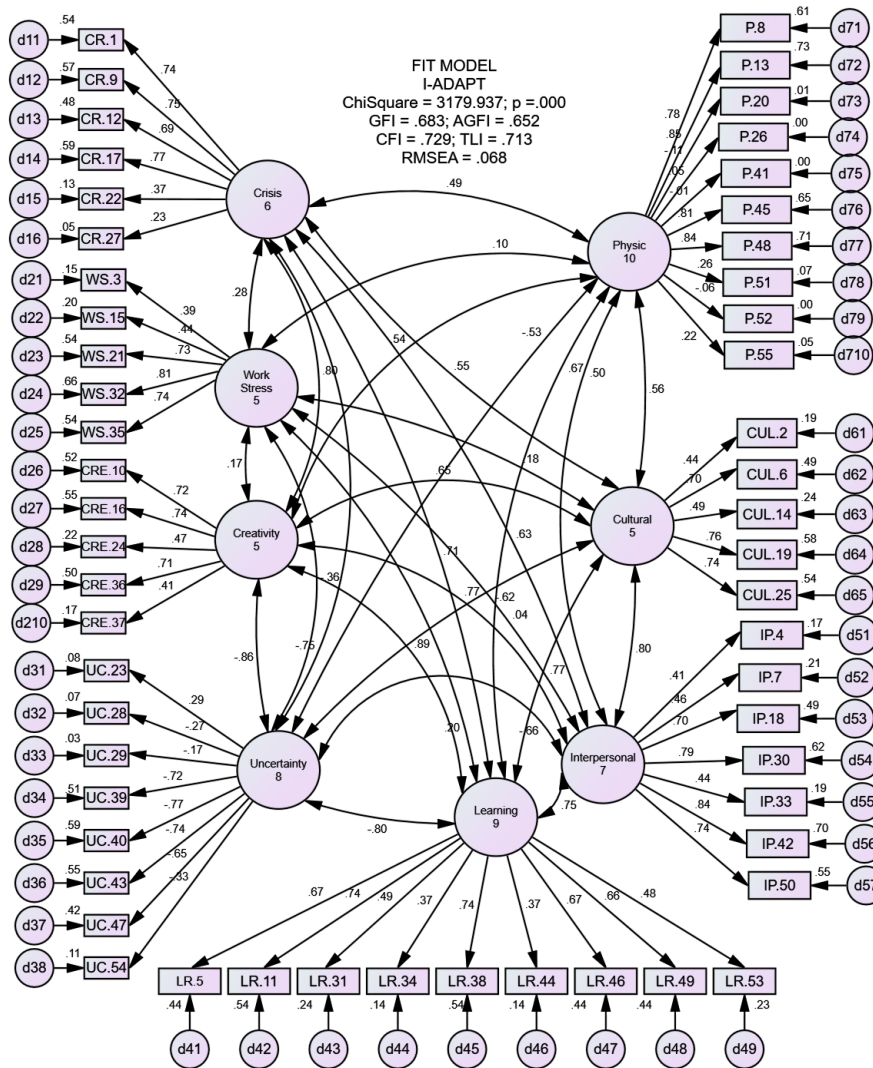 FIT MODEL
I-ADAPT
ChiSquare = 3179.937; p =.000
GFI = .683; AGFI = .652
CFI = .729; TLI = .713
RMSEA = .068
d11 .54 CR.1 .74
d12 .57 CR.9 .75
d13 .48 CR.12 .69
d14 .59 CR.17 .77
d15 .13 CR.22 .37
d16 .05 CR.27 .23
Crisis
6
d21 .15 WS.3 .39
d22 .20 WS.15 .44
d23 .54 WS.21 .73
d24 .66 WS.32 .81
d25 .54 WS.35 .74
Work
Stress
5
d26 .52 CRE.10 .72
d27 .55 CRE.16 .74
d28 .22 CRE.24 .47
d29 .50 CRE.36 .71
d210 .17 CRE.37 .41
Creativity
5
d31 .08 UC.23 .29
d32 .07 UC.28 -.27
d33 .03 UC.29 -.17
d34 .51 UC.39 -.72
d35 .59 UC.40 -.77
d36 .55 UC.43 -.74
d37 .42 UC.47 -.65
d38 .11 UC.54 -.33
Uncertainty
8
.78 P.8 .61 d71
.85 P.13 .73 d72
-.11 P.20 .01 d73
.05 P.26 .00 d74
-.01 P.41 .00 d75
.81 P.45 .65 d76
.84 P.48 .71 d77
.26 P.51 .07 d78
-.06 P.52 .00 d79
.22 P.55 .05 d710
Physic
10
.44 CUL.2 .19 d61
.70 CUL.6 .49 d62
.49 CUL.14 .24 d63
.76 CUL.19 .58 d64
.74 CUL.25 .54 d65
Cultural
5
.41 IP.4 .17 d51
.46 IP.7 .21 d52
.70 IP.18 .49 d53
.79 IP.30 .62 d54
.44 IP.33 .19 d55
.84 IP.42 .70 d56
.74 IP.50 .55 d57
Interpersonal
7
Learning
9
.49
.10
.28
.54
-.53
.80
.55
.67
.50
.56
.17
.65
.18
.63
.71
.36
.77
-.62
.04
-.75
.89
.77
.80
-.86
.20
-.66
.75
-.80
.67 .74 .49 .37 .74 .37 .67 .66 .48
LR.5 LR.11 LR.31 LR.34 LR.38 LR.44 LR.46 LR.49 LR.53
.44 .54 .24 .14 .54 .14 .44 .44 .23
d41 d42 d43 d44 d45 d46 d47 d48 d49